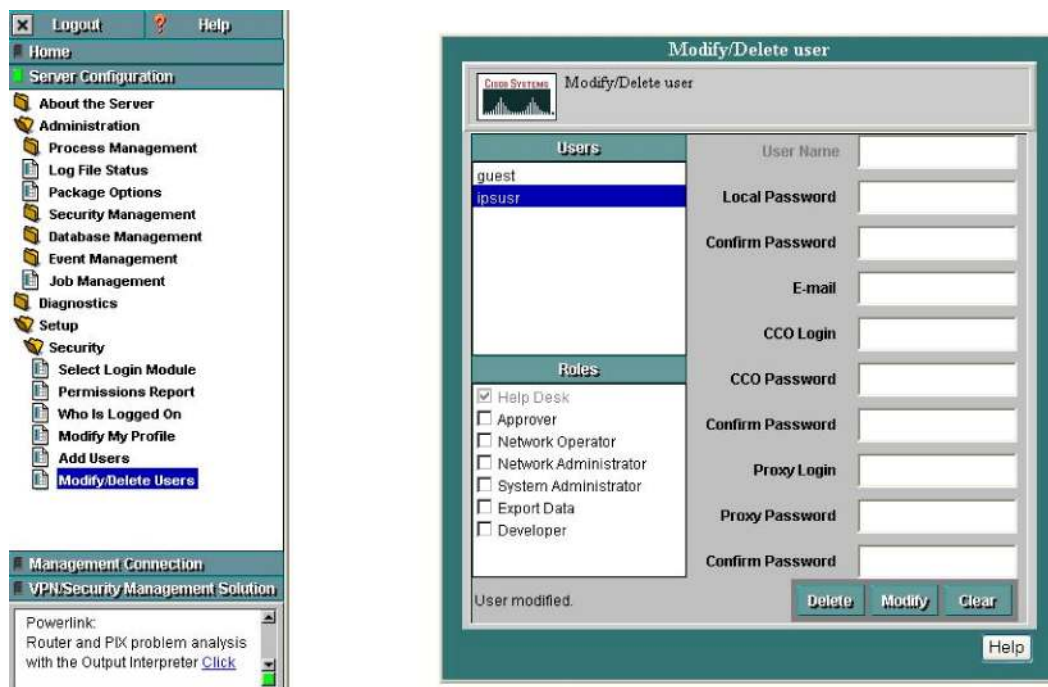 Logout
Help
Home
Server Configuration
About the Server
Administration
Process Management
Log File Status
Package Options
Security Management
Database Management
Event Management
Job Management
Diagnostics
Setup
Security
Select Login Module
Permissions Report
Who Is Logged On
Modify My Profile
Add Users
Modify/Delete Users
Management Connection
VPN/Security Management Solution
Powerlink:
Router and PIX problem analysis
with the Output Interpreter Click
Modify/Delete user
CISCO SYSTEMS
Modify/Delete user
Users
guest
ipsusr
Roles
Help Desk
Approver
Network Operator
Network Administrator
System Administrator
Export Data
Developer
User Name
Local Password
Confirm Password
E-mail
CCO Login
CCO Password
Confirm Password
Proxy Login
Proxy Password
Confirm Password
User modified.
Delete
Modify
Clear
Help